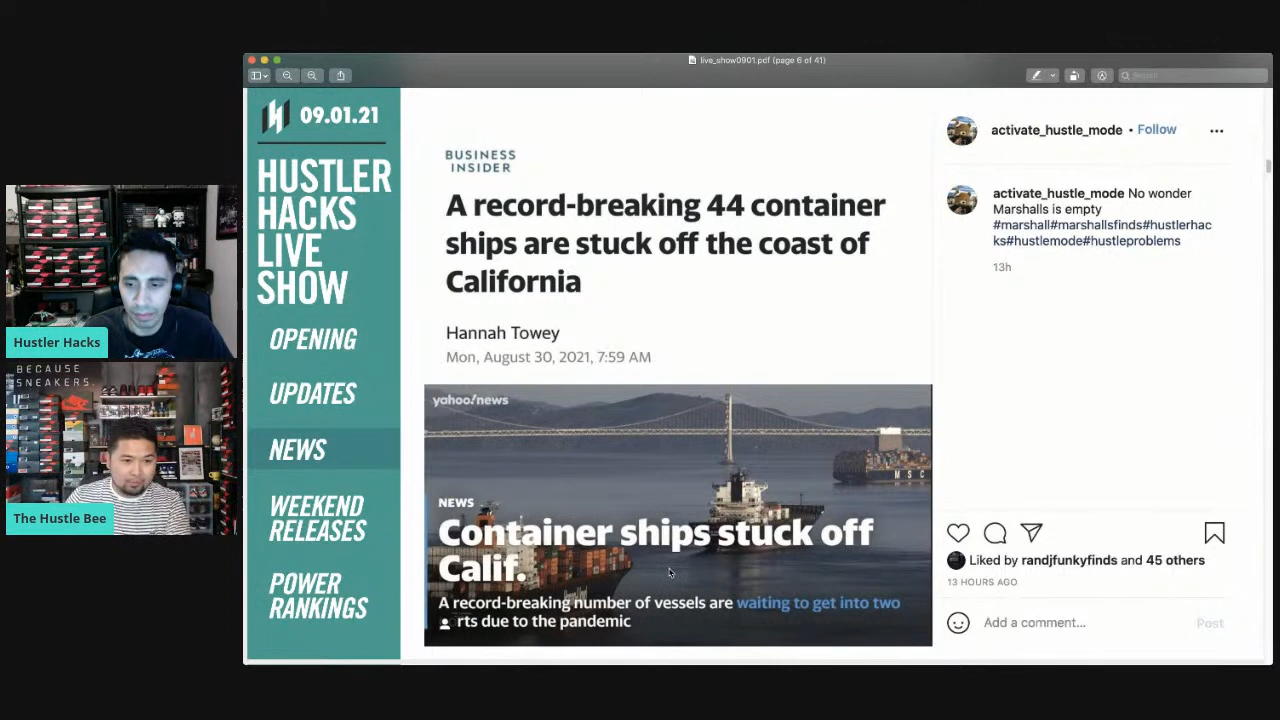 live_show0901.pdf (page 6 of 41)
Search
09.01.21
HUSTLER
HACKS
LIVE
SHOW
OPENING
UPDATES
NEWS
WEEKEND
RELEASES
POWER
RANKINGS
Hustler Hacks
BECAUSE
SNEAKERS.
The Hustle Bee
BUSINESS
INSIDER
A record-breaking 44 container
ships are stuck off the coast of
California
Hannah Towey
Mon, August 30, 2021, 7:59 AM
yahoo!news
MSC
NEWS
Container ships stuck off
Calif.
A record-breaking number of vessels are waiting to get into two
rts due to the pandemic
activate_hustle_mode • Follow
activate_hustle_mode No wonder
Marshalls is empty
#marshall#marshallsfinds#hustlerhac
ks#hustlemode#hustleproblems
13h
Liked by randjfunkyfinds and 45 others
13 HOURS AGO
Add a comment...
Post